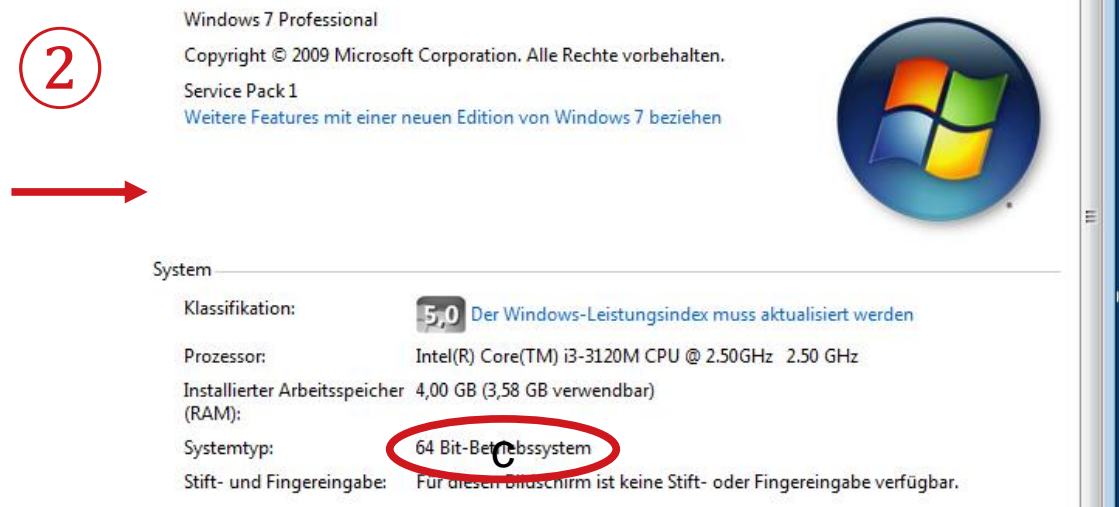 ②
Windows 7 Professional
Copyright © 2009 Microsoft Corporation. Alle Rechte vorbehalten.
Service Pack 1
Weitere Features mit einer neuen Edition von Windows 7 beziehen
System
Klassifikation: 5,0 Der Windows-Leistungsindex muss aktualisiert werden
Prozessor: Intel(R) Core(TM) i3-3120M CPU @ 2.50GHz 2.50 GHz
Installierter Arbeitsspeicher 4,00 GB (3,58 GB verwendbar)
(RAM):
Systemtyp: 64 Bit-Betriebssystem
C
Stift- und Fingereingabe: Für diesen Bildschirm ist keine Stift- oder Fingereingabe verfügbar.